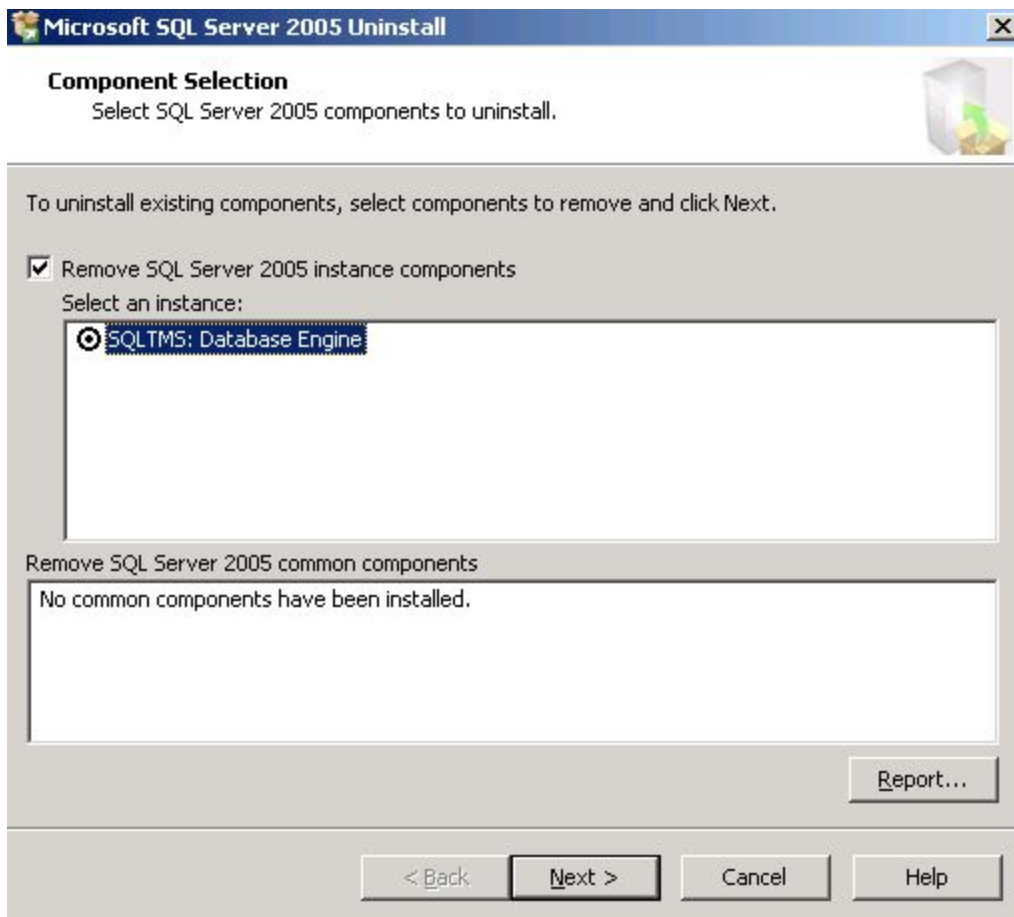 Microsoft SQL Server 2005 Uninstall
Component Selection
Select SQL Server 2005 components to uninstall.
To uninstall existing components, select components to remove and click Next.
Remove SQL Server 2005 instance components
Select an instance:
SQLTMS: Database Engine
Remove SQL Server 2005 common components
No common components have been installed.
Report...
< Back
Next >
Cancel
Help